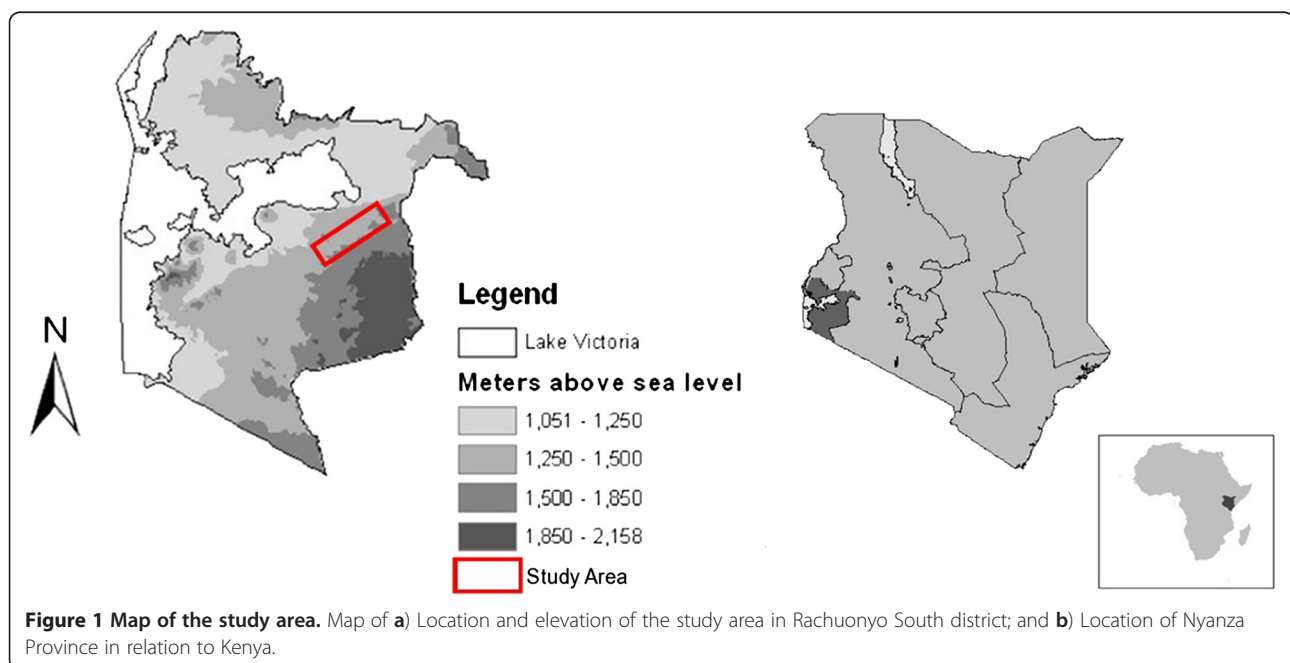 N
Legend
Lake Victoria
Meters above sea level
1,051 - 1,250
1,250 - 1,500
1,500 - 1,850
1,850 - 2,158
Study Area
Figure 1 Map of the study area. Map of a) Location and elevation of the study area in Rachuonyo South district; and b) Location of Nyanza
Province in relation to Kenya.